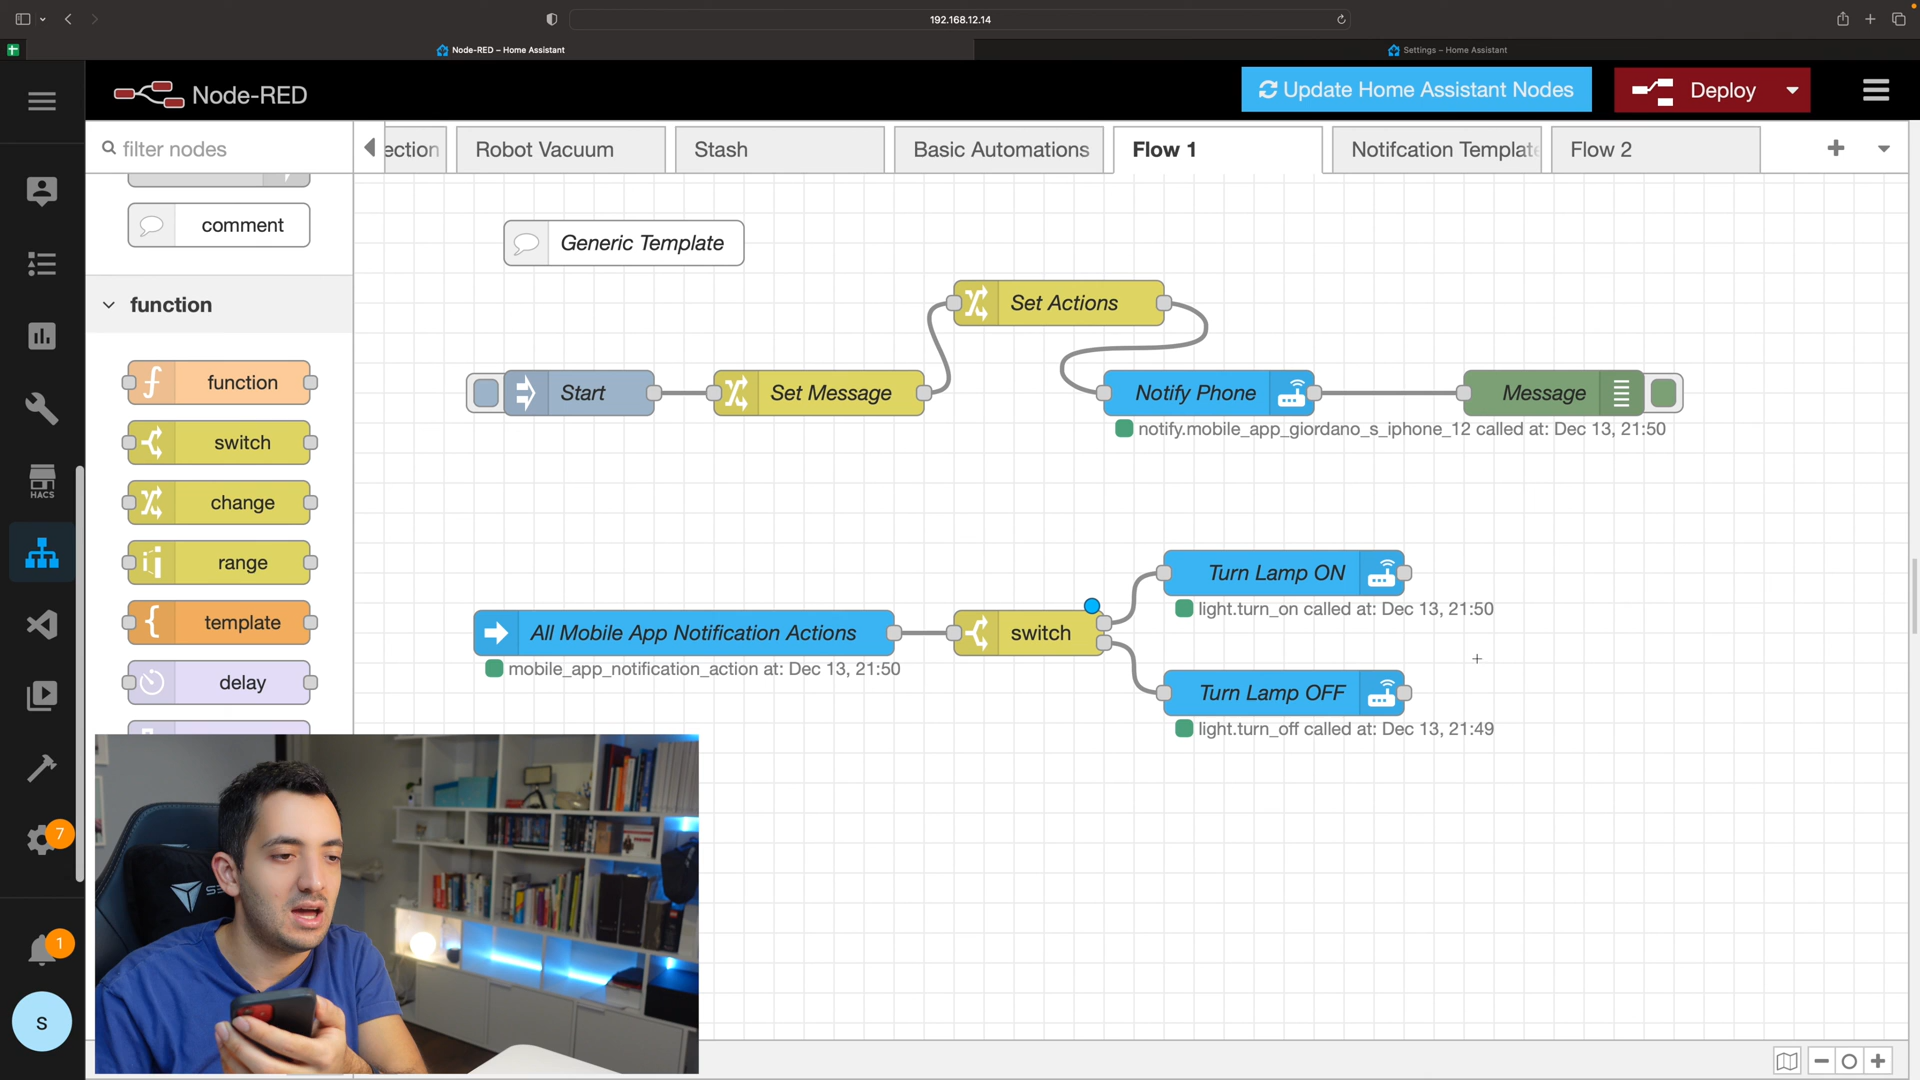 192.168.12.14
Node-RED – Home Assistant
Settings – Home Assistant
Node-RED
Update Home Assistant Nodes
Deploy
filter nodes
ection
Robot Vacuum
Stash
Basic Automations
Flow 1
Notifcation Template
Flow 2
comment
Generic Template
function
Set Actions
function
Start
Set Message
Notify Phone
Message
notify.mobile_app_giordano_s_iphone_12 called at: Dec 13, 21:50
switch
HACS
change
range
Turn Lamp ON
light.turn_on called at: Dec 13, 21:50
template
All Mobile App Notification Actions
switch
mobile_app_notification_action at: Dec 13, 21:50
delay
Turn Lamp OFF
light.turn_off called at: Dec 13, 21:49
7
1
S